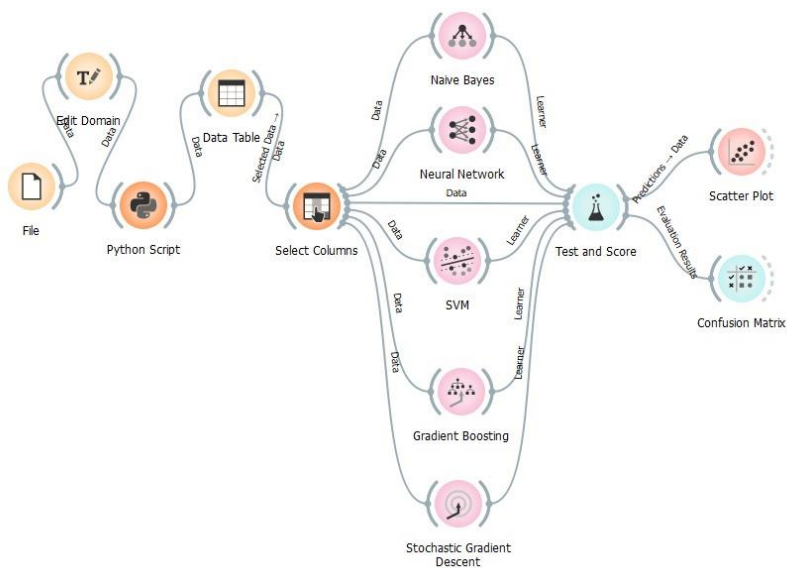 File
Data
T
Edit Domain
Data
Python Script
Data
Data Table
Selected Data →
Data
Select Columns
Data
Data
Data
Data
Data
Data
Naive Bayes
Neural Network
SVM
Gradient Boosting
Stochastic Gradient
Descent
Learner
Learner
Learner
Learner
Learner
Test and Score
Predictions → Data
Evaluation Results
Scatter Plot
Confusion Matrix